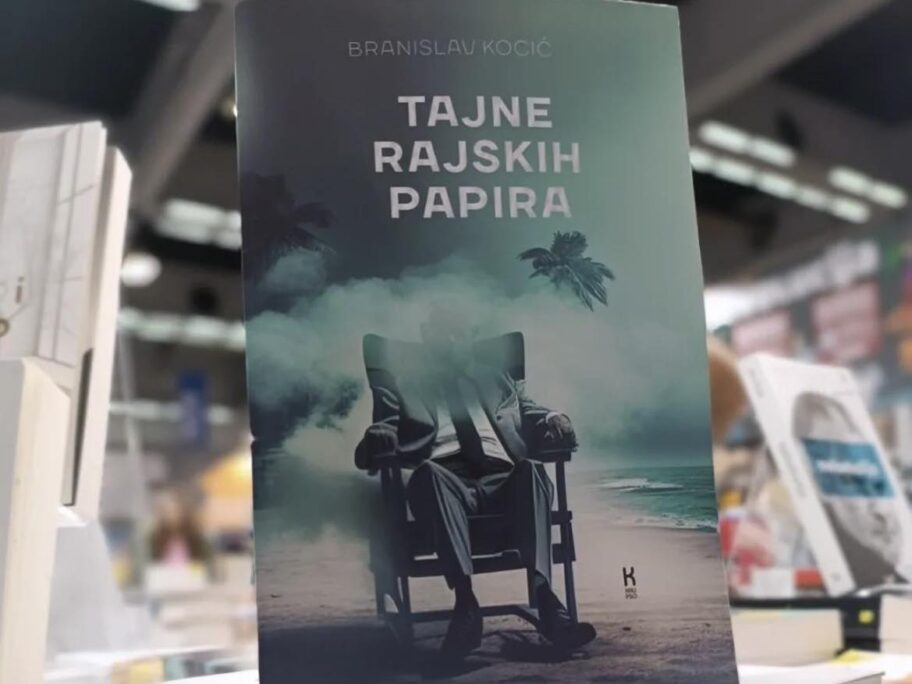 BRANISLAV KOCIĆ
TAJNE
RAJSKIH
PAPIRA
K